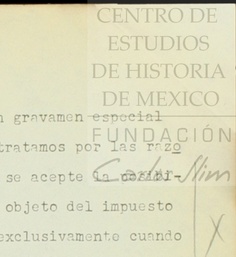 CENTRO DE
ESTUDIOS
DE HISTORIA
DE MEXICO
FUNDACIÓN
Carlos Slim
n gravamen especial
tratamos por las razo
se acepte la
objeto del impuesto
exclusivamente cuando